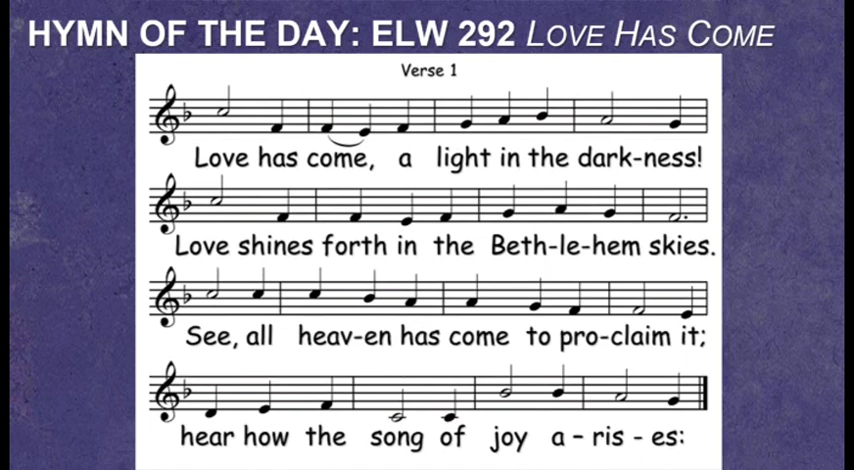 HYMN OF THE DAY: ELW 292 LOVE HAS COME
Verse 1
Love has come, a light in the dark-ness!
Love shines forth in the Beth-le-hem skies.
See, all heav-en has come to pro-claim it;
hear how the song of joy a-ris-es: